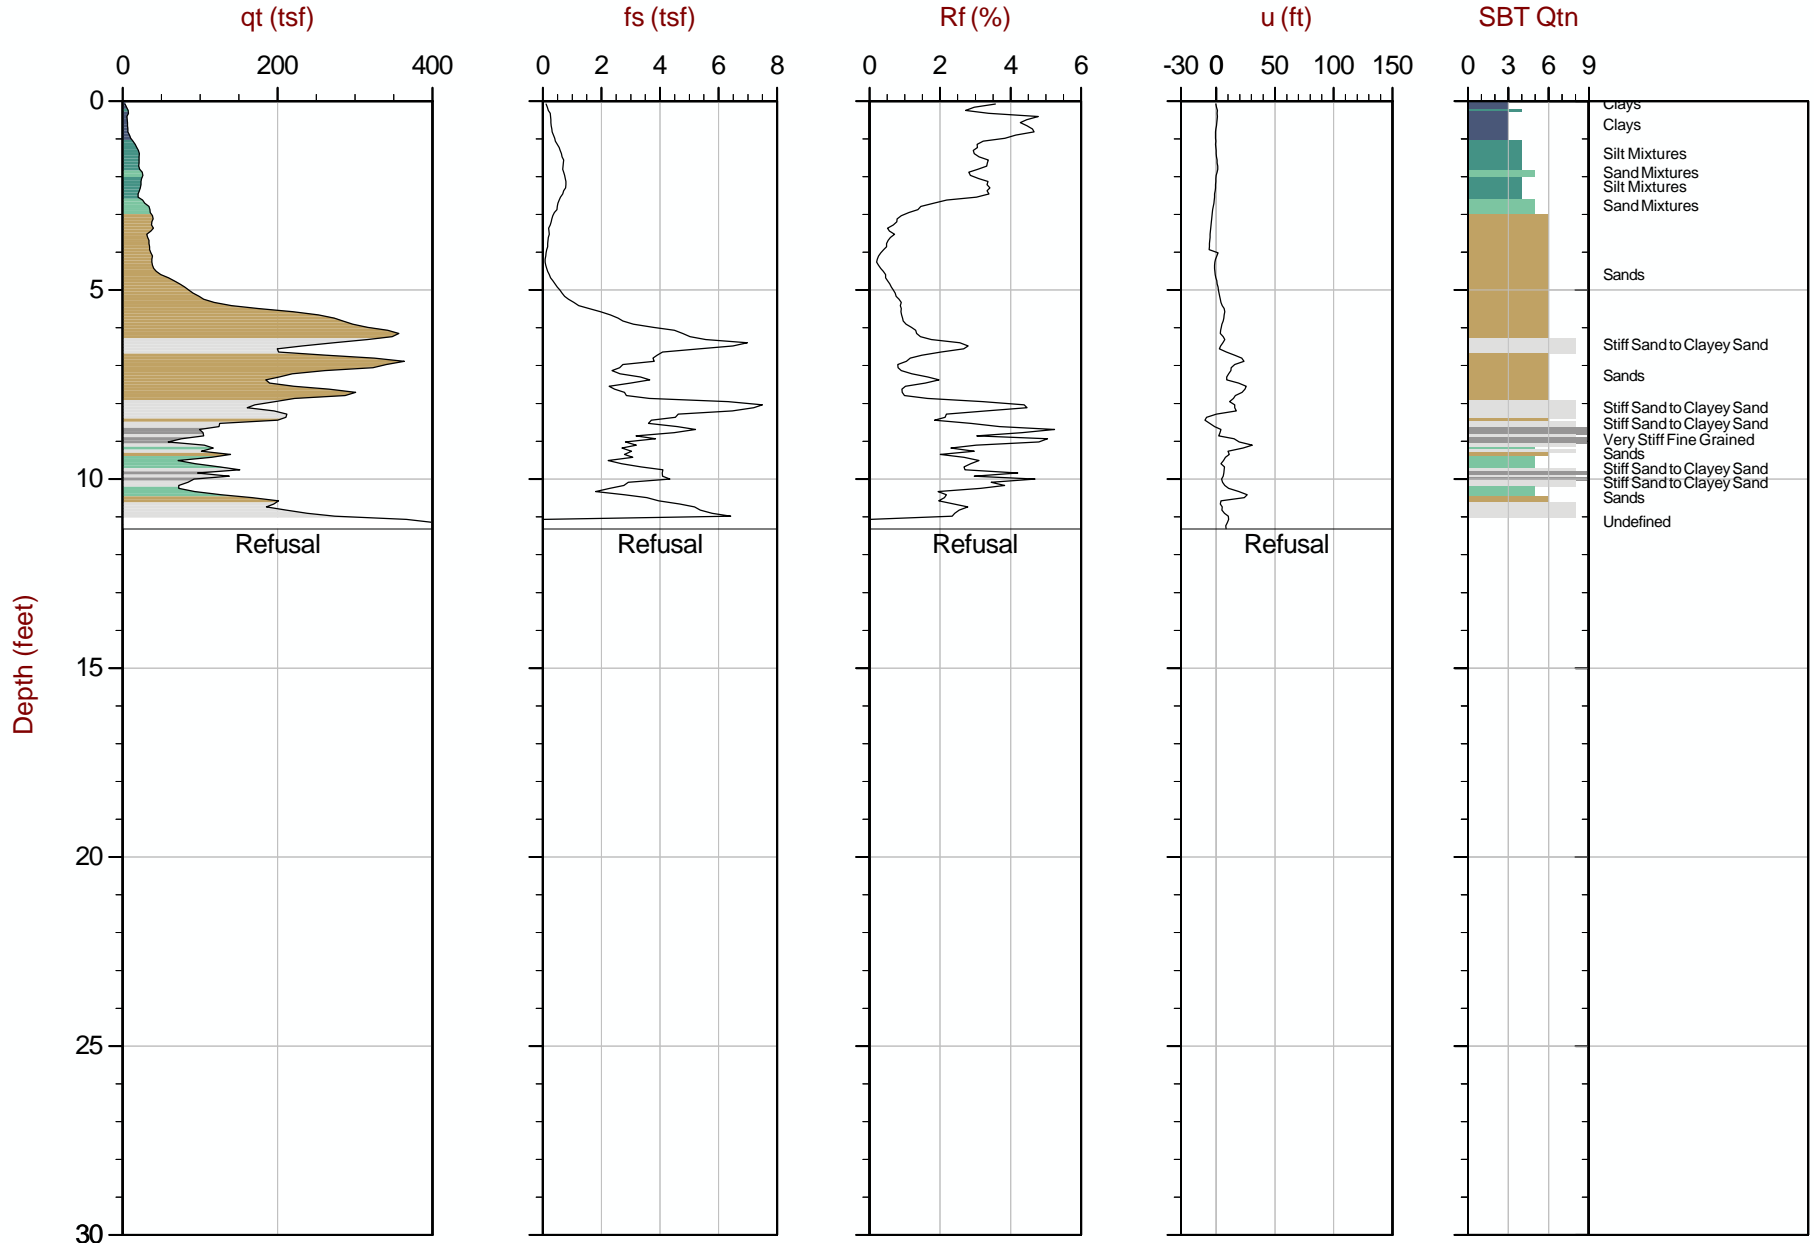 qt (tsf) fs (tsf) Rf (%) u (ft) SBT Qtn
0 200 400 0 2 4 6 8 0 2 4 6 -30 0 50 100 150 0 3 6 9
0
Clays
Clays
Silt Mixtures
Sand Mixtures
Silt Mixtures
Sand Mixtures
Sands
5
Stiff Sand to Clayey Sand
Sands
Stiff Sand to Clayey Sand
Stiff Sand to Clayey Sand
Very Stiff Fine Grained
Sands
Stiff Sand to Clayey Sand
10
Stiff Sand to Clayey Sand
Sands
Undefined
Refusal Refusal Refusal Refusal
Depth (feet)
15
20
25
30